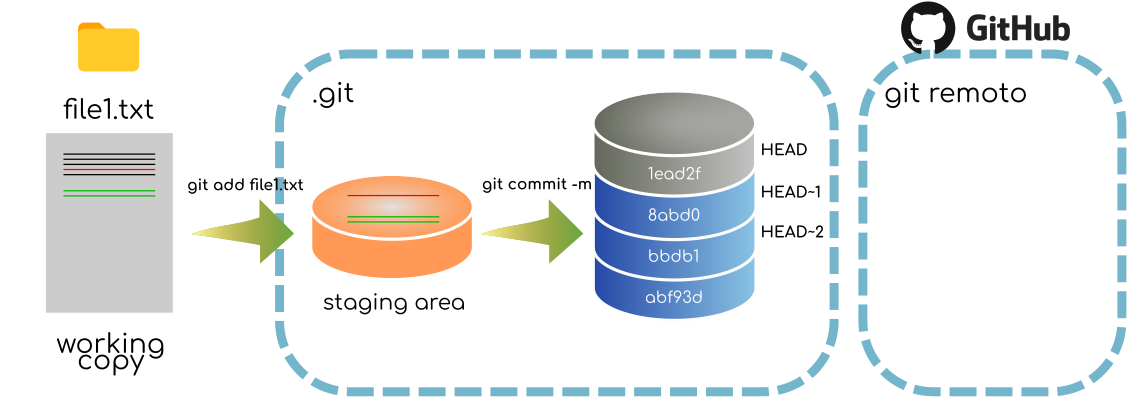 GitHub
file1.txt
.git
git remoto
HEAD
1ead2f
git add file1.txt
git commit -m
HEAD~1
8abd0
HEAD~2
bbdb1
abf93d
staging area
working
copy